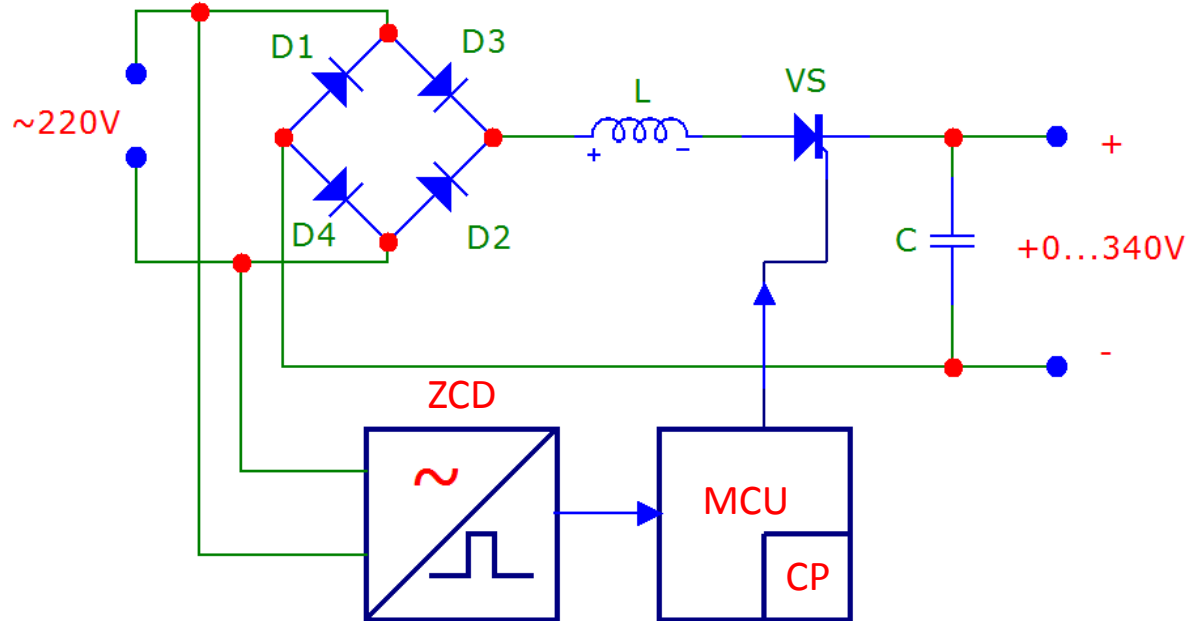 D1
D3
L
VS
~220V
+
-
+
D4
D2
C
+0...340V
-
ZCD
~
MCU
CP